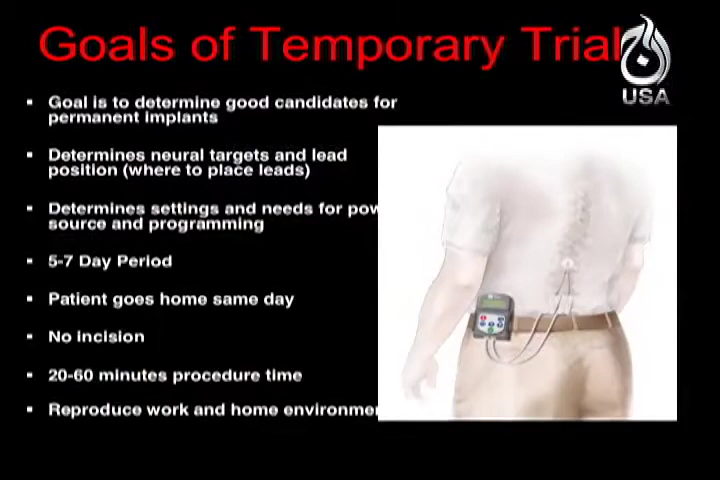 Goals of Temporary Trial
USA
Goal is to determine good candidates for
permanent implants
Determines neural targets and lead
position (where to place leads)
Determines settings and needs for pow
source and programming
5-7 Day Period
Patient goes home same day
No incision
20-60 minutes procedure time
Reproduce work and home environmen